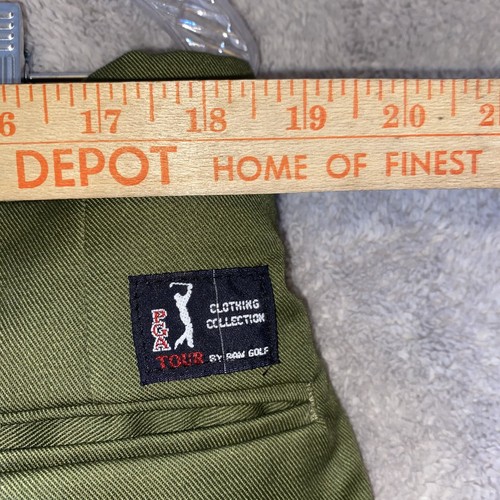 6 17 18 19 20 2
DEPOT HOME OF FINEST
CLOTHING
COLLECTION
PGA
TOUR BY RAM GOLF